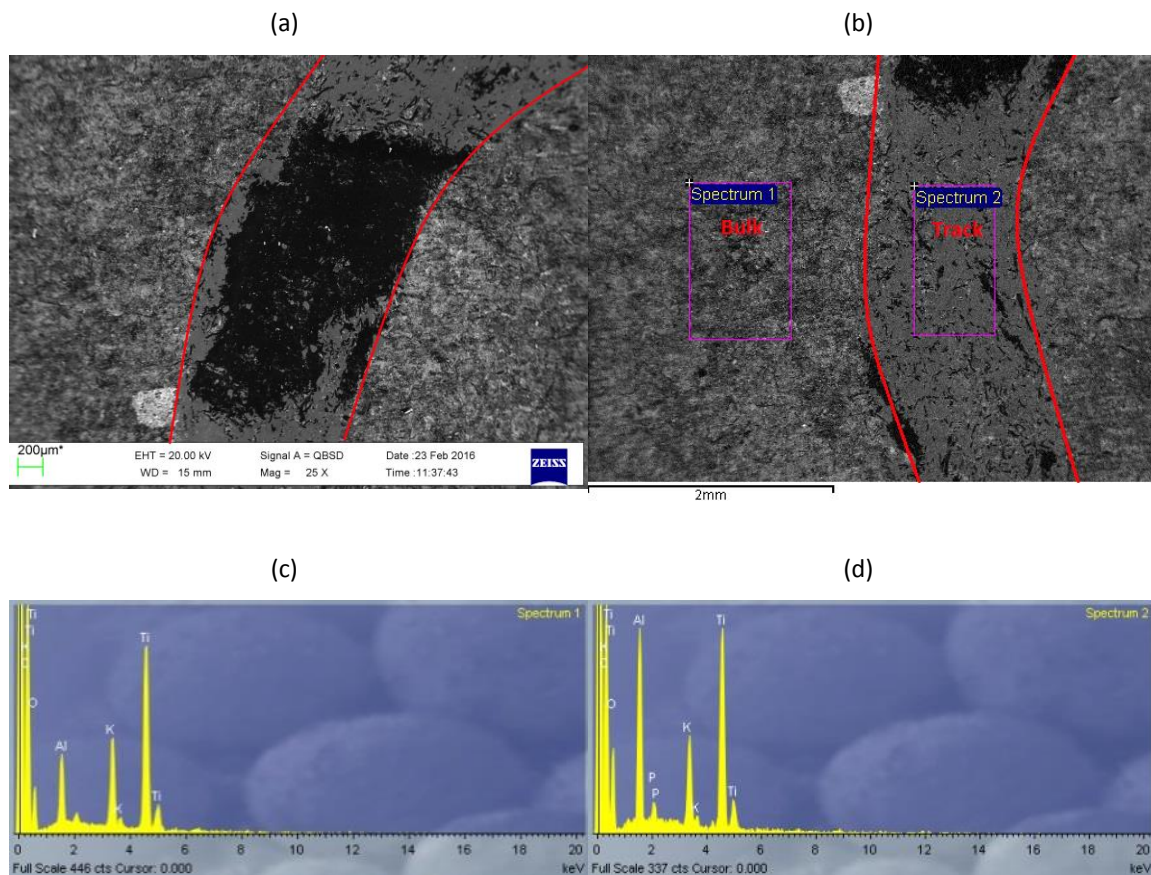 (a)
(b)
Spectrum 1
Bulk
Spectrum 2
Track
200µm*
EHT = 20.00 kV
WD = 15 mm
Signal A = QBSD
Mag = 25 X
Date :23 Feb 2016
Time :11:37:43
ZEISS
2mm
(c)
(d)
Spectrum 1
Ti
Ti
K
O
Al
K
K
Ti
Ti
0 2 4 6 8 10 12 14 16 18 20
Full Scale 446 cts Cursor: 0.000
keV
Spectrum 2
Ti
Ti
K
O
Al
P
P
K
K
Ti
Ti
0 2 4 6 8 10 12 14 16 18 20
Full Scale 337 cts Cursor: 0.000
keV